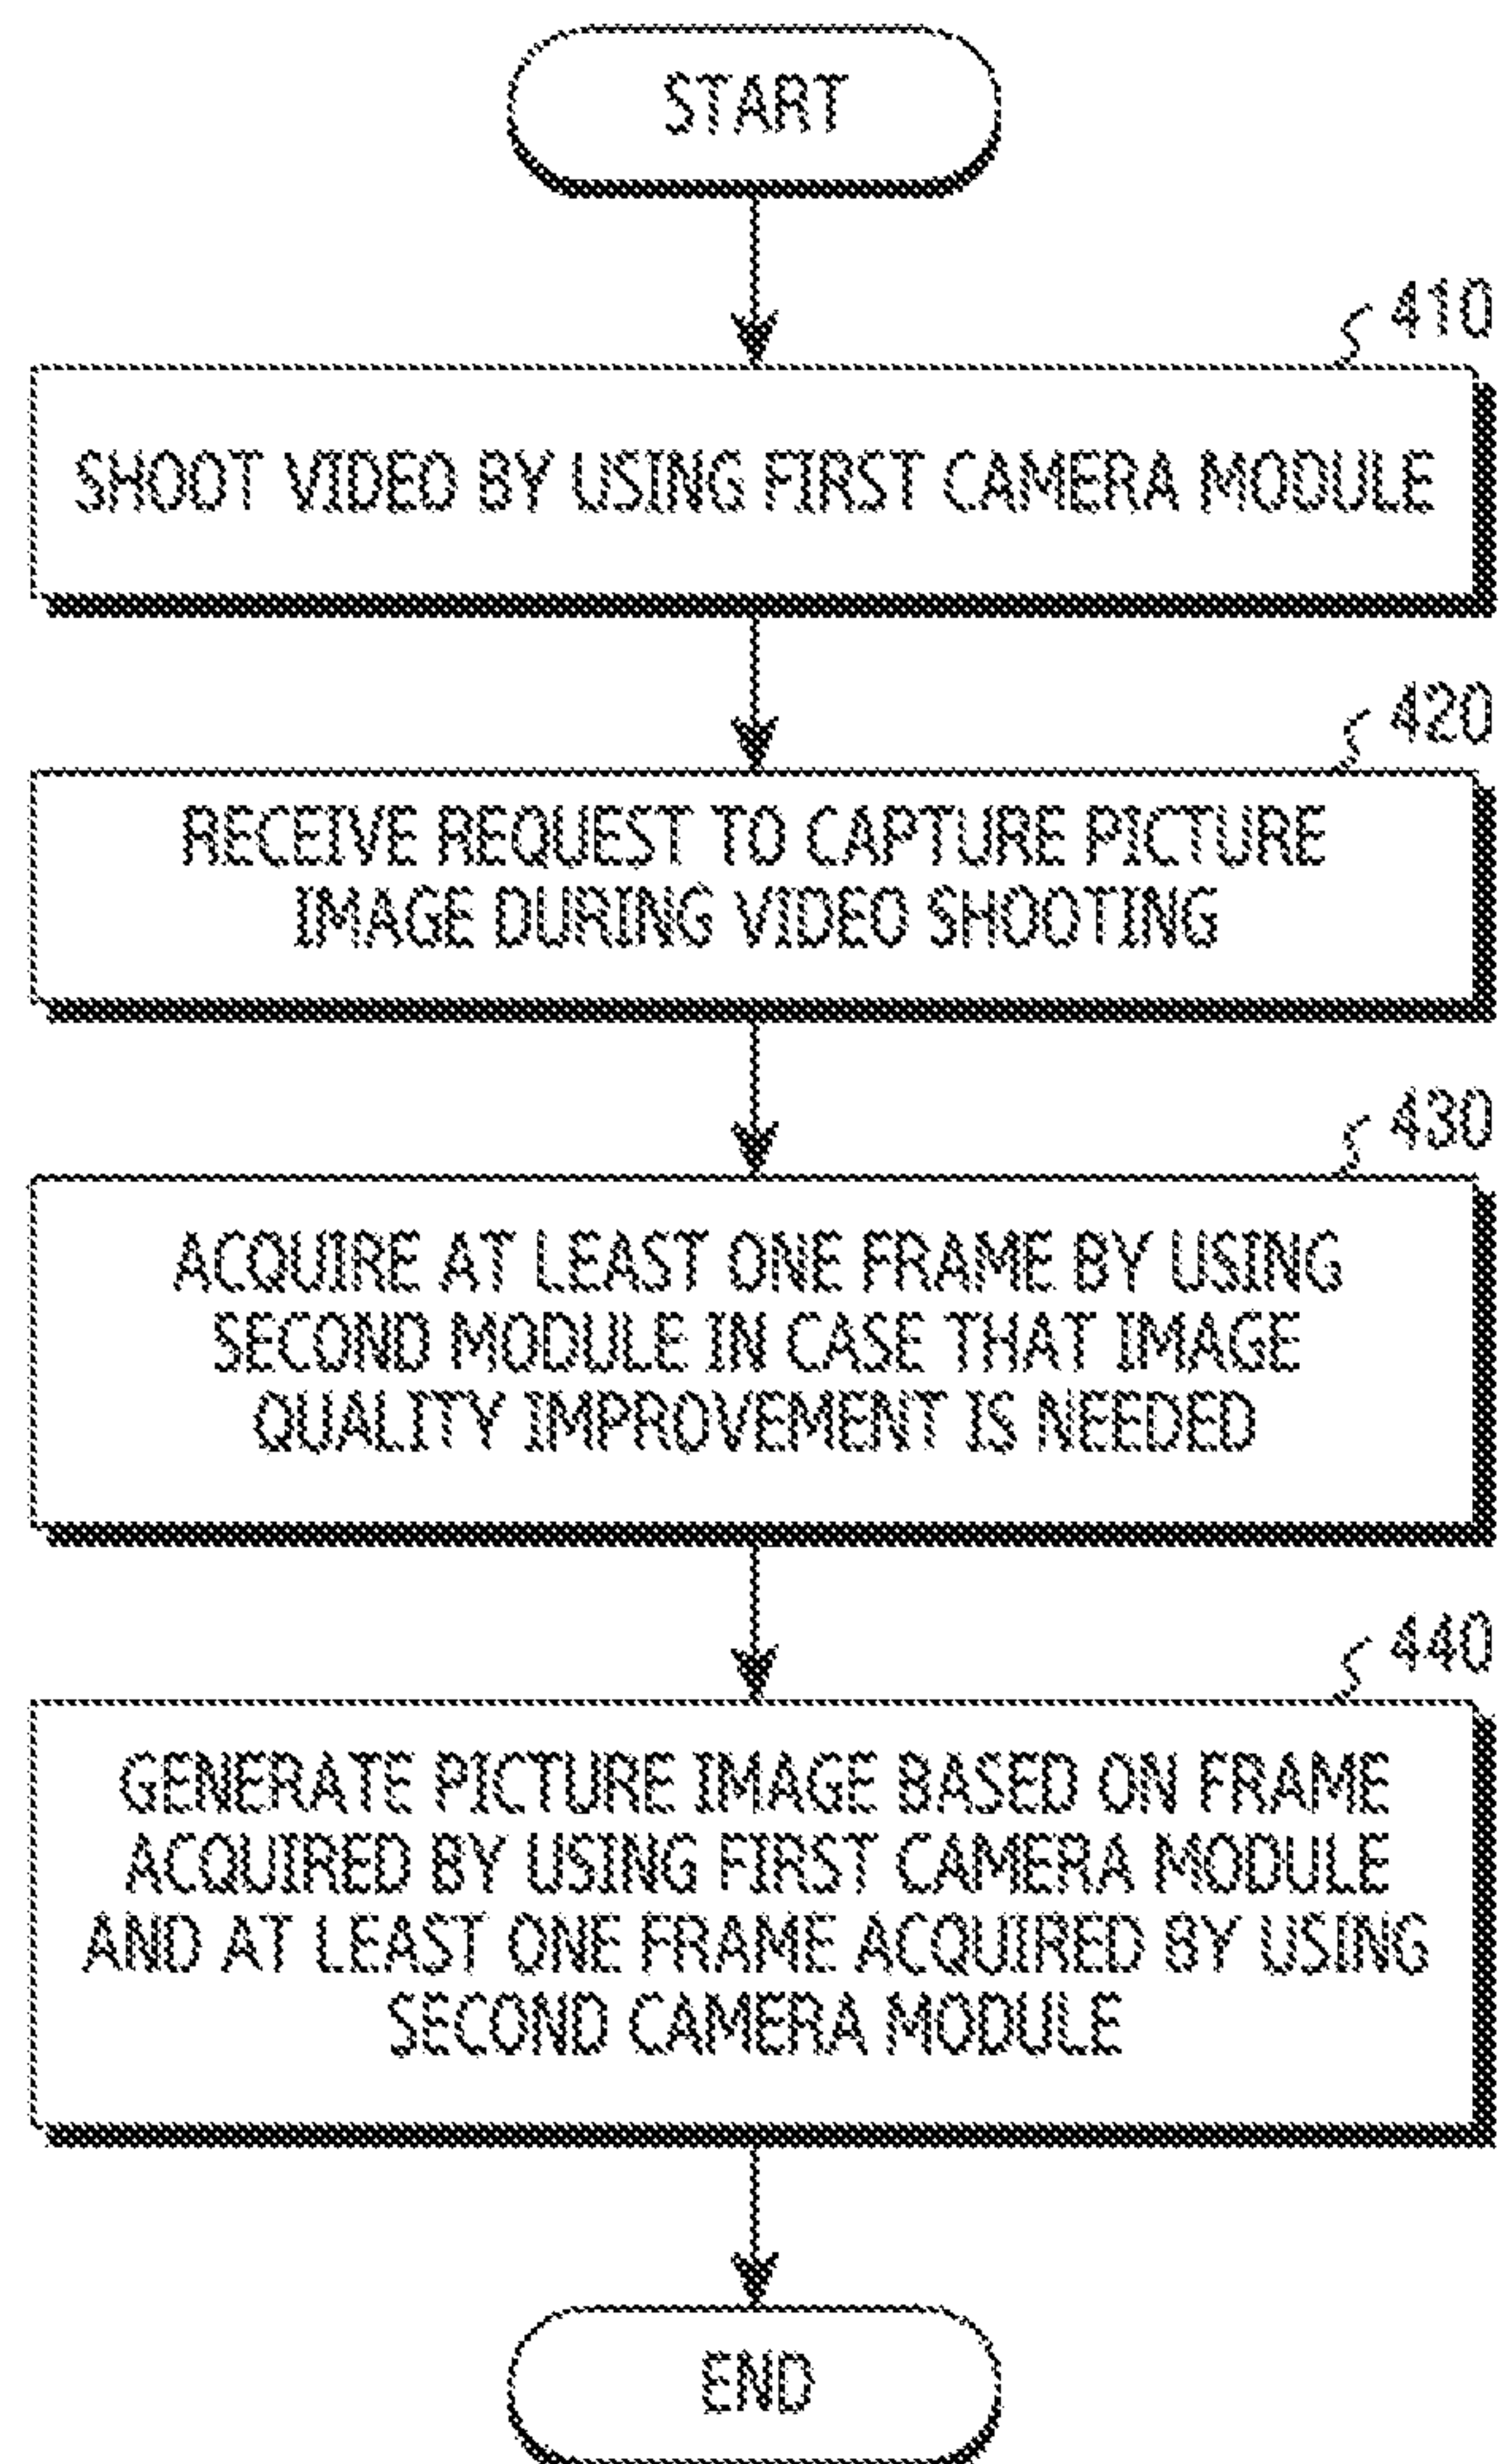 START
410
SHOOT VIDEO BY USING FIRST CAMERA MODULE
420
RECEIVE REQUEST TO CAPTURE PICTURE
IMAGE DURING VIDEO SHOOTING
430
ACQUIRE AT LEAST ONE FRAME BY USING
SECOND MODULE IN CASE THAT IMAGE
QUALITY IMPROVEMENT IS NEEDED
440
GENERATE PICTURE IMAGE BASED ON FRAME
ACQUIRED BY USING FIRST CAMERA MODULE
AND AT LEAST ONE FRAME ACQUIRED BY USING
SECOND CAMERA MODULE
END